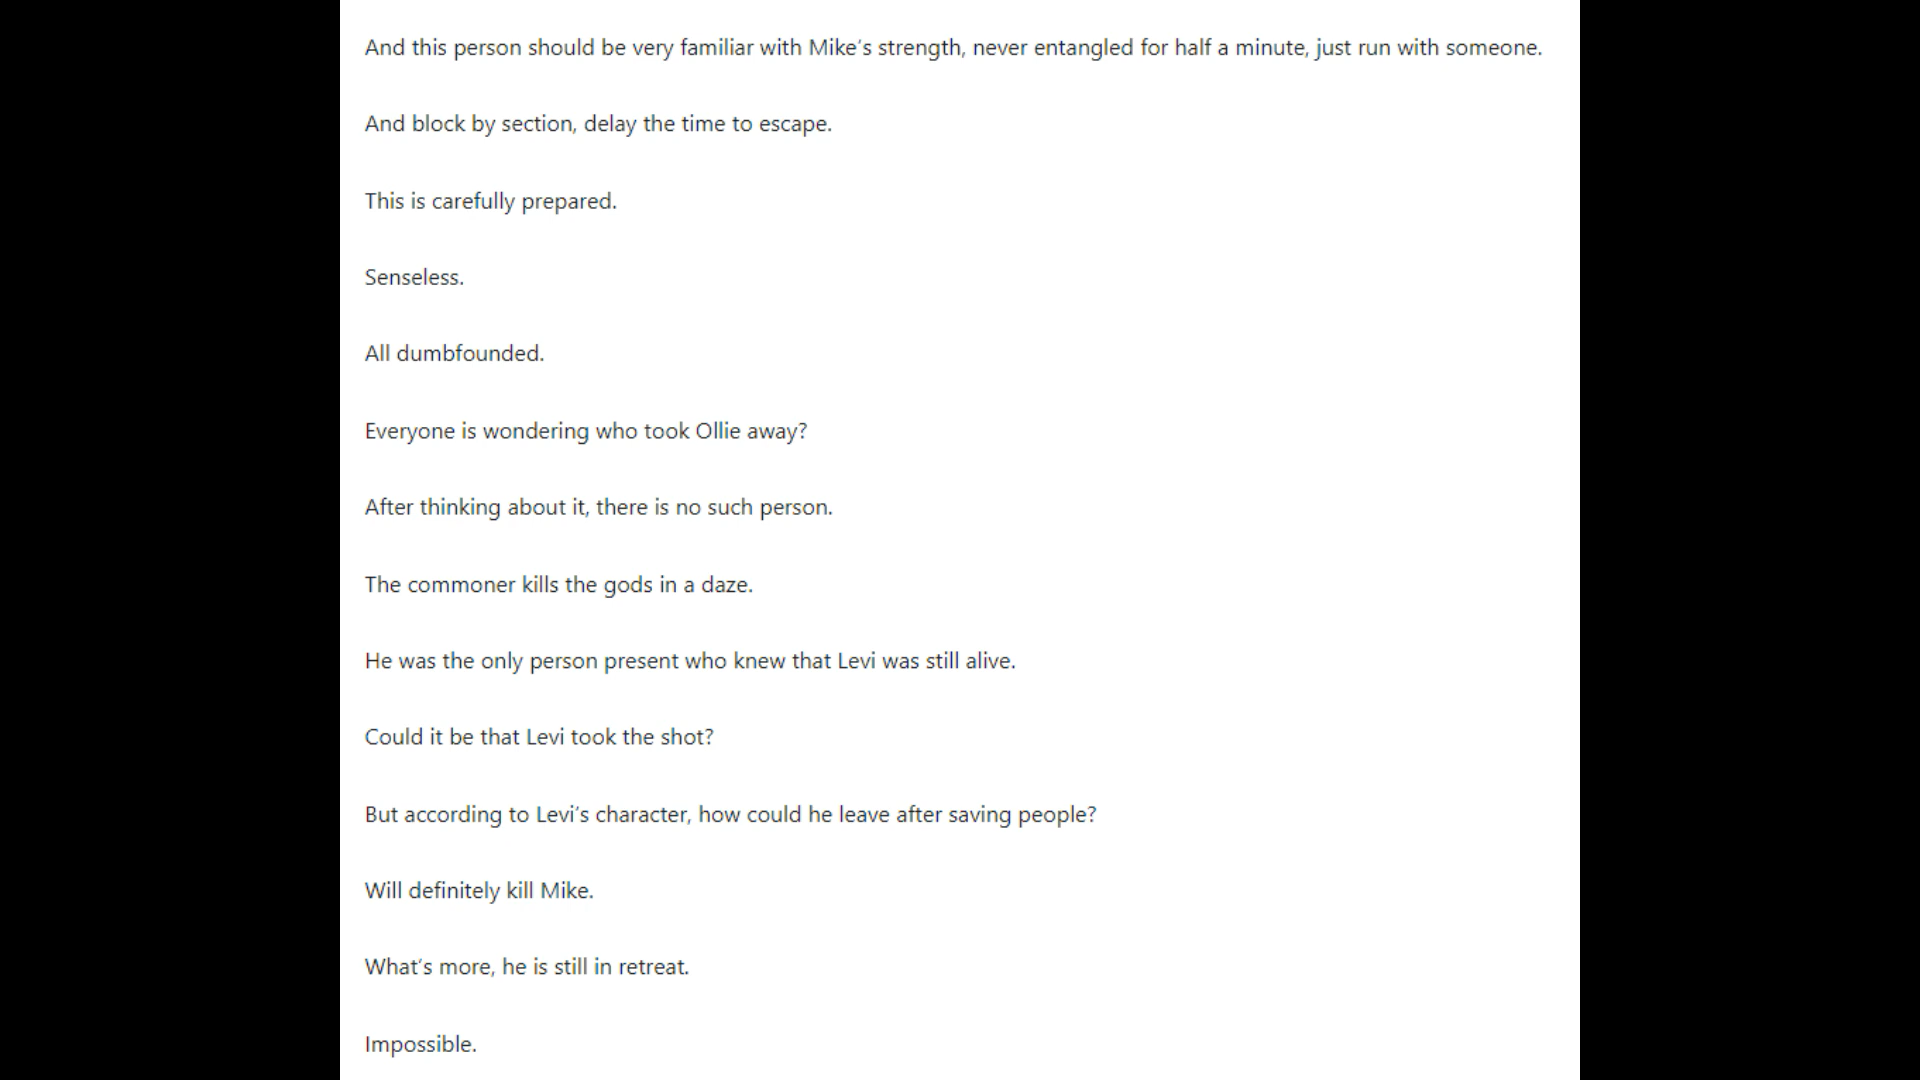 And this person should be very familiar with Mike's strength, never entangled for half a minute, just run with someone.
And block by section, delay the time to escape.
This is carefully prepared.
Senseless.
All dumbfounded.
Everyone is wondering who took Ollie away?
After thinking about it, there is no such person.
The commoner kills the gods in a daze.
He was the only person present who knew that Levi was still alive.
Could it be that Levi took the shot?
But according to Levi's character, how could he leave after saving people?
Will definitely kill Mike.
What's more, he is still in retreat.
Impossible.